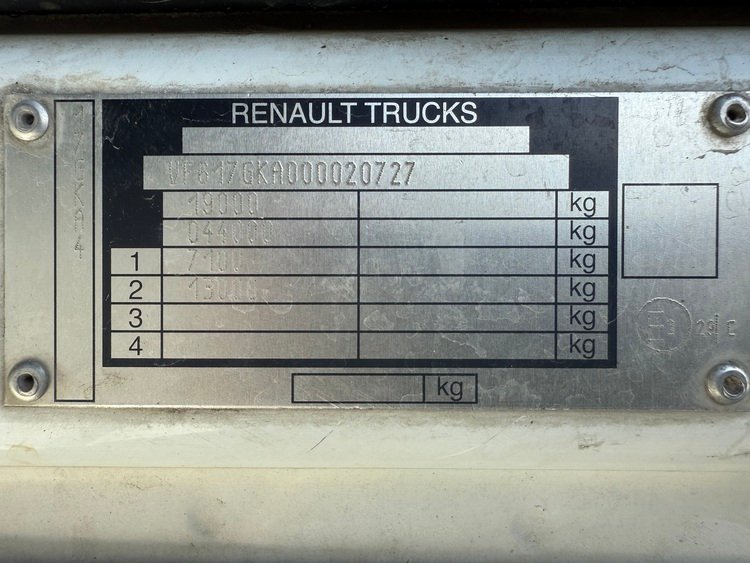 RENAULT TRUCKS
VF617GKA000020727
19000 kg
044000 kg
1 7100 kg
2 13000 kg
3 kg
4 kg
kg